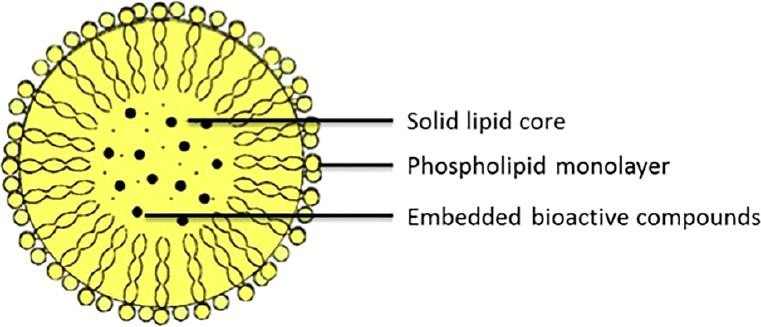 Solid lipid core
Phospholipid monolayer
Embedded bioactive compounds